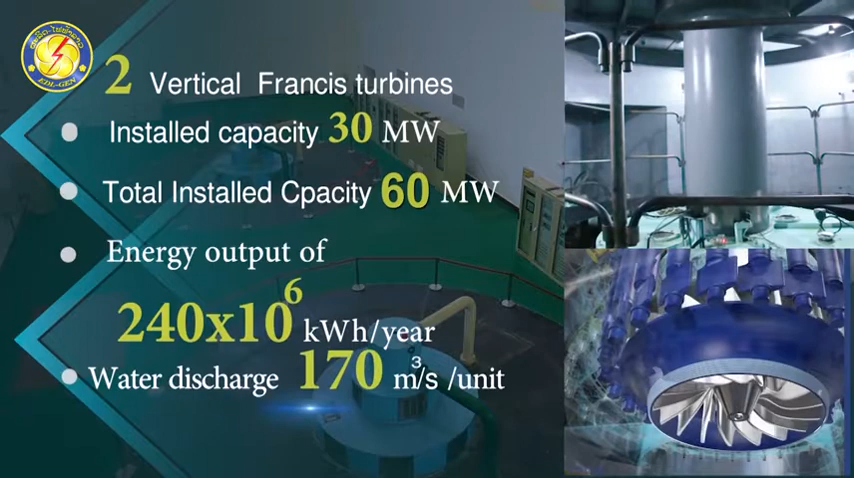 EDL-GEN
2 Vertical Francis turbines
Installed capacity 30 MW
Total Installed Cpacity 60 MW
Energy output of
240x10⁶ kWh/year
Water discharge 170 m³/s /unit